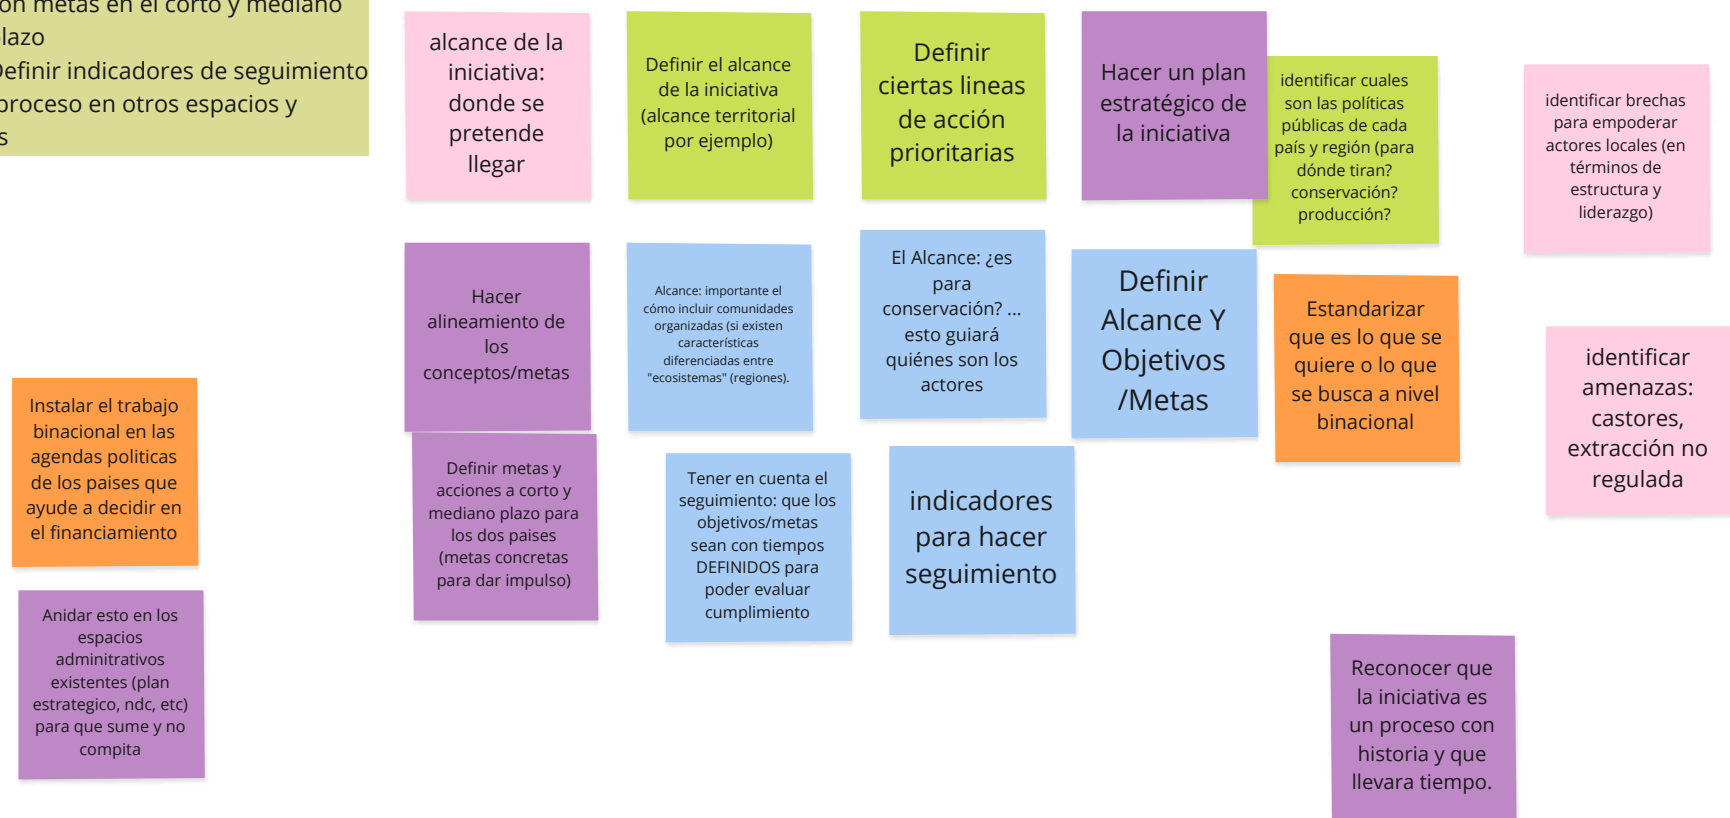 on metas en el corto y mediano
plazo
Definir indicadores de seguimiento
proceso en otros espacios y
s
alcance de la
iniciativa:
donde se
pretende
llegar
Definir el alcance
de la iniciativa
(alcance territorial
por ejemplo)
Definir
ciertas lineas
de acción
prioritarias
Hacer un plan
estratégico de
la iniciativa
identificar cuales
son las políticas
públicas de cada
país y región (para
dónde tiran?
conservación?
producción?
identificar brechas
para empoderar
actores locales (en
términos de
estructura y
liderazgo)
Hacer
alineamiento de
los
conceptos/metas
Alcance: importante el
cómo incluir comunidades
organizadas (si existen
características
diferenciadas entre
"ecosistemas" (regiones).
El Alcance: ¿es
para
conservación? ...
esto guiará
quiénes son los
actores
Definir
Alcance Y
Objetivos
/Metas
Estandarizar
que es lo que se
quiere o lo que
se busca a nivel
binacional
identificar
amenazas:
castores,
extracción no
regulada
Instalar el trabajo
binacional en las
agendas politicas
de los paises que
ayude a decidir en
el financiamiento
Definir metas y
acciones a corto y
mediano plazo para
los dos paises
(metas concretas
para dar impulso)
Tener en cuenta el
seguimiento: que los
objetivos/metas
sean con tiempos
DEFINIDOS para
poder evaluar
cumplimiento
indicadores
para hacer
seguimiento
Anidar esto en los
espacios
adminitrativos
existentes (plan
estrategico, ndc, etc)
para que sume y no
compita
Reconocer que
la iniciativa es
un proceso con
historia y que
llevara tiempo.